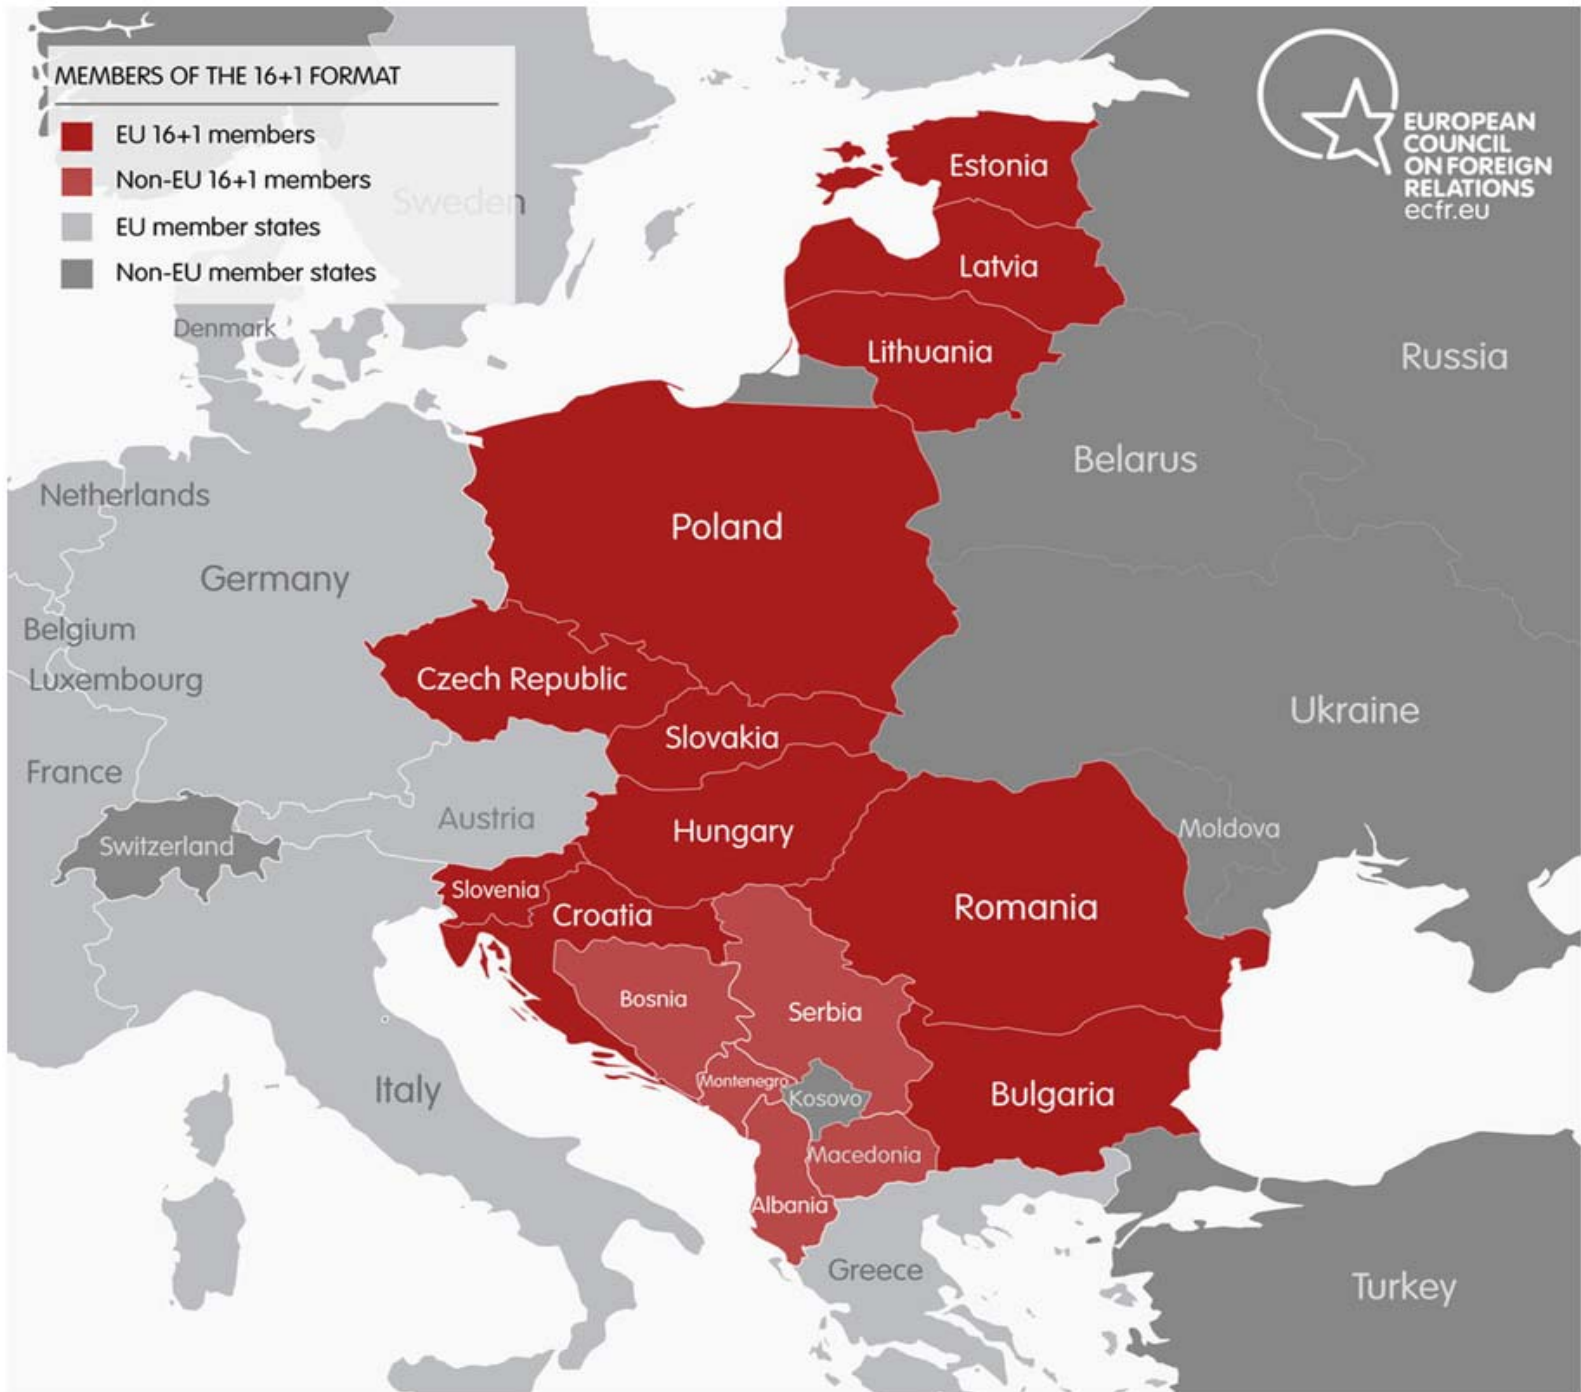 MEMBERS OF THE 16+1 FORMAT
EU 16+1 members
Non-EU 16+1 members
EU member states
Non-EU member states
EUROPEAN
COUNCIL
ON FOREIGN
RELATIONS
ecfr.eu
Sweden
Estonia
Latvia
Denmark
Lithuania
Russia
Belarus
Netherlands
Poland
Germany
Belgium
Luxembourg
Czech Republic
Ukraine
Slovakia
France
Austria
Hungary
Moldova
Switzerland
Slovenia
Croatia
Romania
Bosnia
Serbia
Italy
Montenegro
Kosovo
Bulgaria
Macedonia
Albania
Greece
Turkey